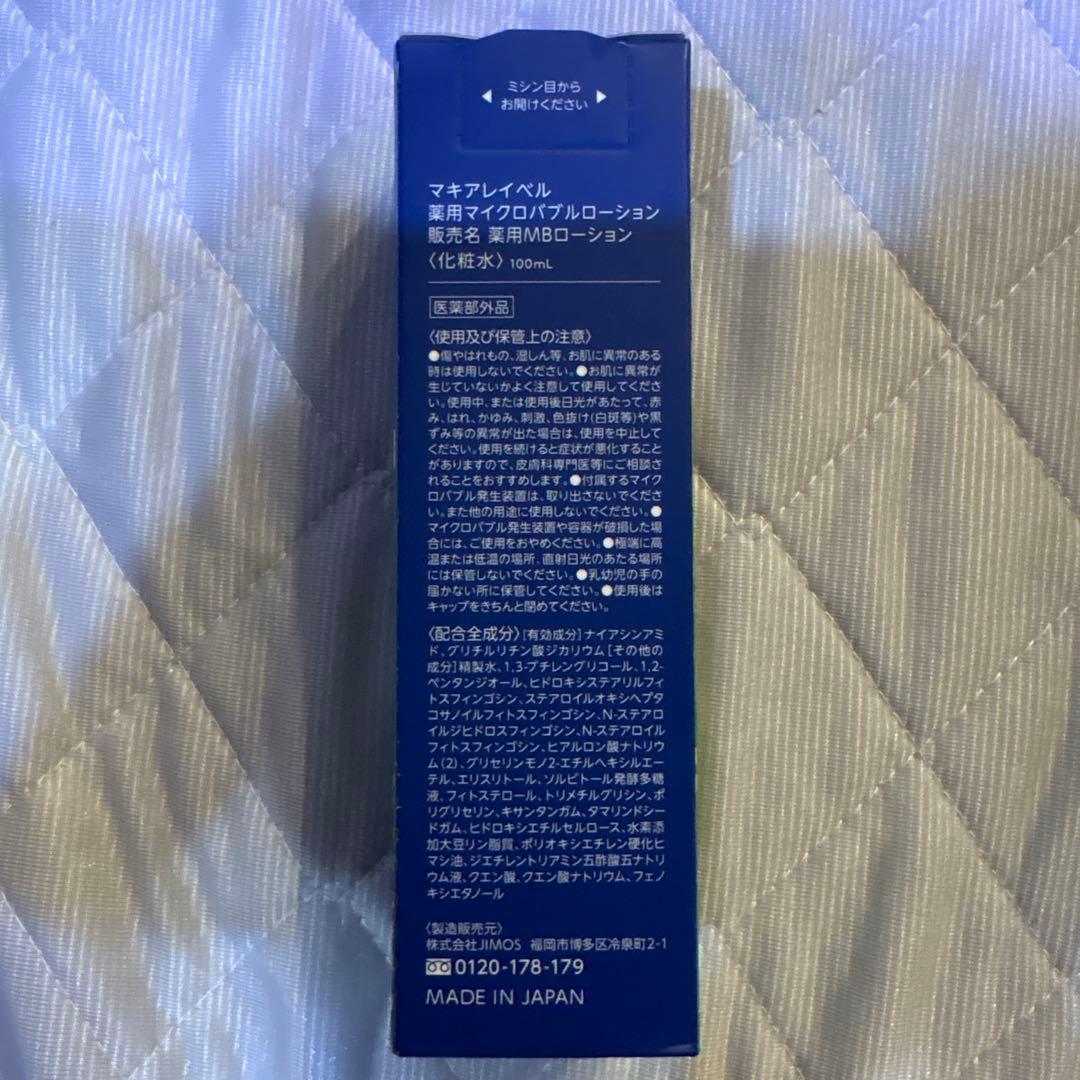 ミシン目から
お開けください
マキアレイベル
薬用マイクロバブルローション
販売名 薬用MBローション
〈化粧水〉100mL
医薬部外品
〈使用及び保管上の注意〉
●傷やはれもの、湿しん等、お肌に異常のある
時は使用しないでください。●お肌に異常が
生じていないかよく注意して使用してくださ
い。使用中、または使用後日光があたって、赤
み、はれ、かゆみ、刺激、色抜け(白斑等)や黒
ずみ等の異常が出た場合は、使用を中止して
ください。使用を続けると症状が悪化すること
がありますので、皮膚科専門医等にご相談さ
れることをおすすめします。●付属するマイク
ロバブル発生装置は、取り出さないでくださ
い。また他の用途に使用しないでください。●
マイクロバブル発生装置や容器が破損した場
合には、ご使用をおやめください。●極端に高
温または低温の場所、直射日光のあたる場所
には保管しないでください。●乳幼児の手の
届かない所に保管してください。●使用後は
キャップをきちんと閉めてください。
〈配合全成分〉[有効成分]ナイアシンアミ
ド、グリチルリチン酸ジカリウム[その他の
成分]精製水、1,3-ブチレングリコール、1,2-
ペンタンジオール、ヒドロキシステアリルフィ
トスフィンゴシン、ステアロイルオキシヘプタ
コサノイルフィトスフィンゴシン、N-ステアロ
イルジヒドロスフィンゴシン、N-ステアロイル
フィトスフィンゴシン、ヒアルロン酸ナトリウ
ム(2)、グリセリンモノ2-エチルヘキシルエー
テル、エリスリトール、ソルビトール発酵多糖
液、フィトステロール、トリメチルグリシン、ポ
リグリセリン、キサンタンガム、タマリンドシー
ドガム、ヒドロキシエチルセルロース、水素添
加大豆リン脂質、ポリオキシエチレン硬化ヒ
マシ油、ジエチレントリアミン五酢酸五ナトリ
ウム液、クエン酸、クエン酸ナトリウム、フェノ
キシエタノール
〈製造販売元〉
株式会社JIMOS 福岡市博多区冷泉町2-1
0120-178-179
MADE IN JAPAN